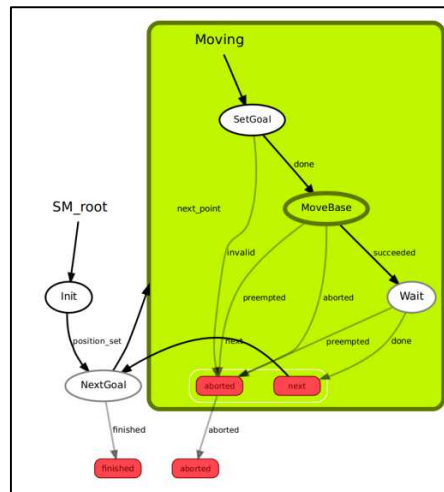 Moving
SetGoal
done
SM_root
next_point
MoveBase
invalid
succeeded
Init
preempted
aborted
Wait
position_set
next
preempted
done
NextGoal
aborted
next
finished
aborted
finished
aborted